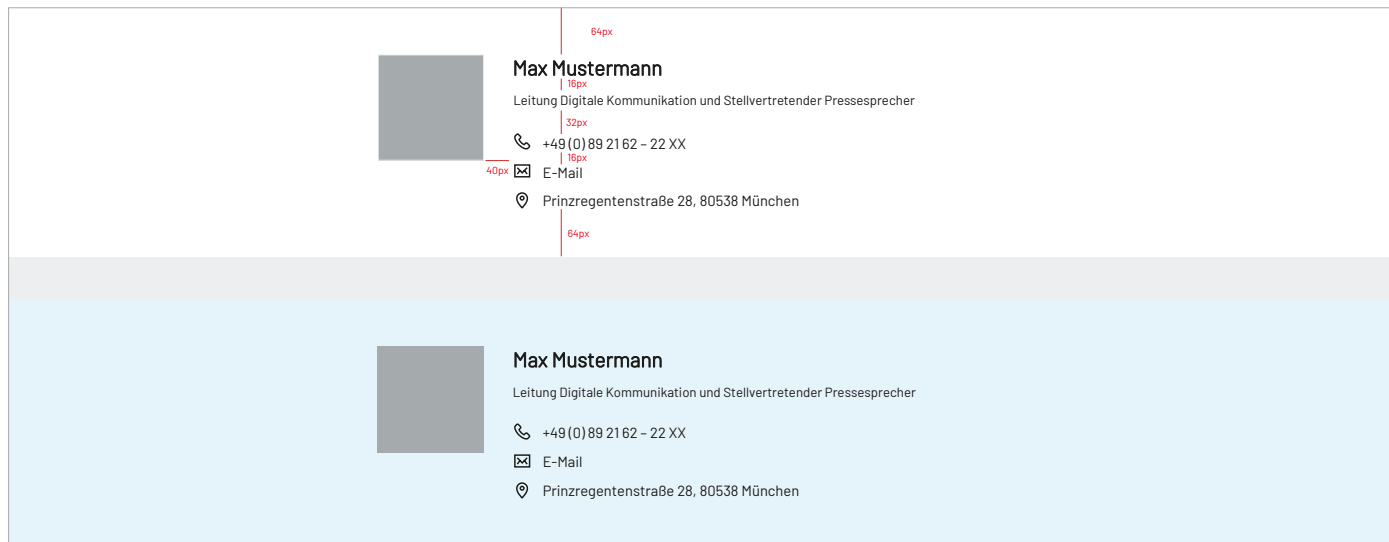 64px
Max Mustermann
16px
Leitung Digitale Kommunikation und Stellvertretender Pressesprecher
32px
+49 (0) 89 21 62 – 22 XX
16px
40px
E-Mail
Prinzregentenstraße 28, 80538 München
64px
Max Mustermann
Leitung Digitale Kommunikation und Stellvertretender Pressesprecher
+49 (0) 89 21 62 – 22 XX
E-Mail
Prinzregentenstraße 28, 80538 München